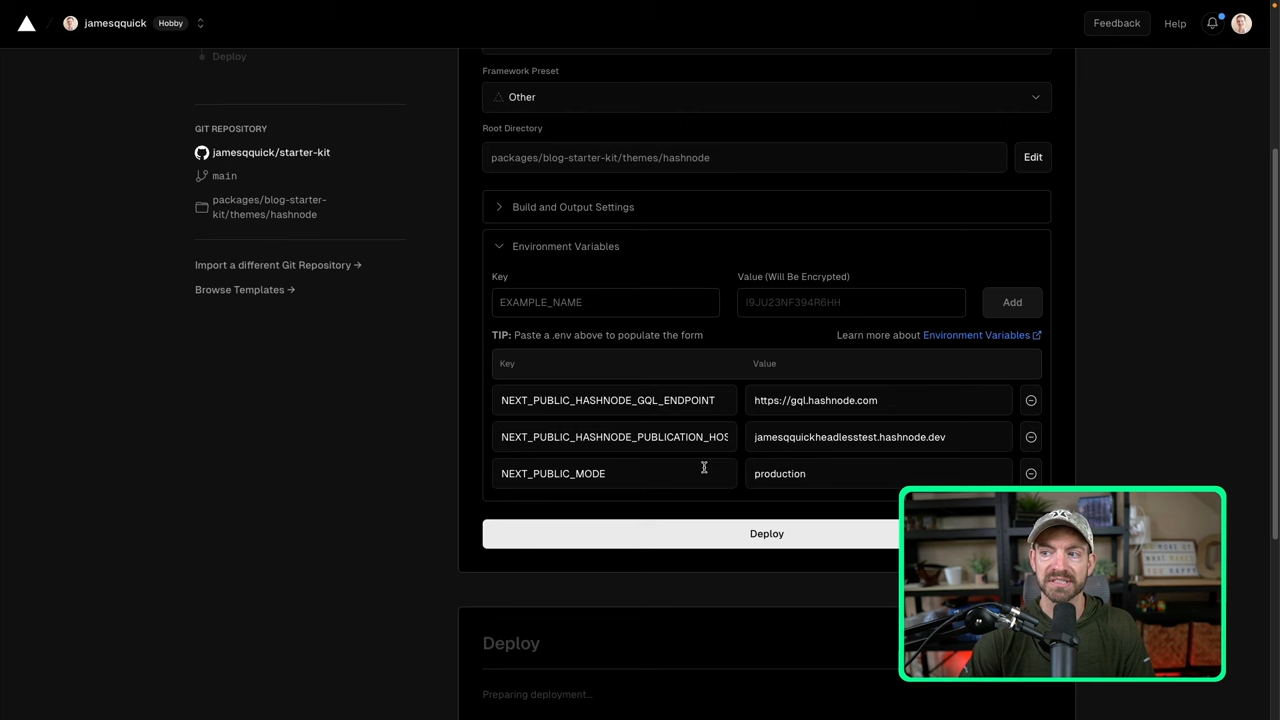 jamesqquick Hobby Feedback Help
Deploy
Framework Preset
Other
Root Directory
packages/blog-starter-kit/themes/hashnode Edit
GIT REPOSITORY
jamesqquick/starter-kit
main
packages/blog-starter-
kit/themes/hashnode
Import a different Git Repository →
Browse Templates →
Build and Output Settings
Environment Variables
Key Value (Will Be Encrypted)
EXAMPLE_NAME I9JU23NF394R6HH Add
TIP: Paste a .env above to populate the form Learn more about Environment Variables
Key Value
NEXT_PUBLIC_HASHNODE_GQL_ENDPOINT https://gql.hashnode.com
NEXT_PUBLIC_HASHNODE_PUBLICATION_HOS jamesqquickheadlesstest.hashnode.dev
NEXT_PUBLIC_MODE production
Deploy
Deploy
Preparing deployment...